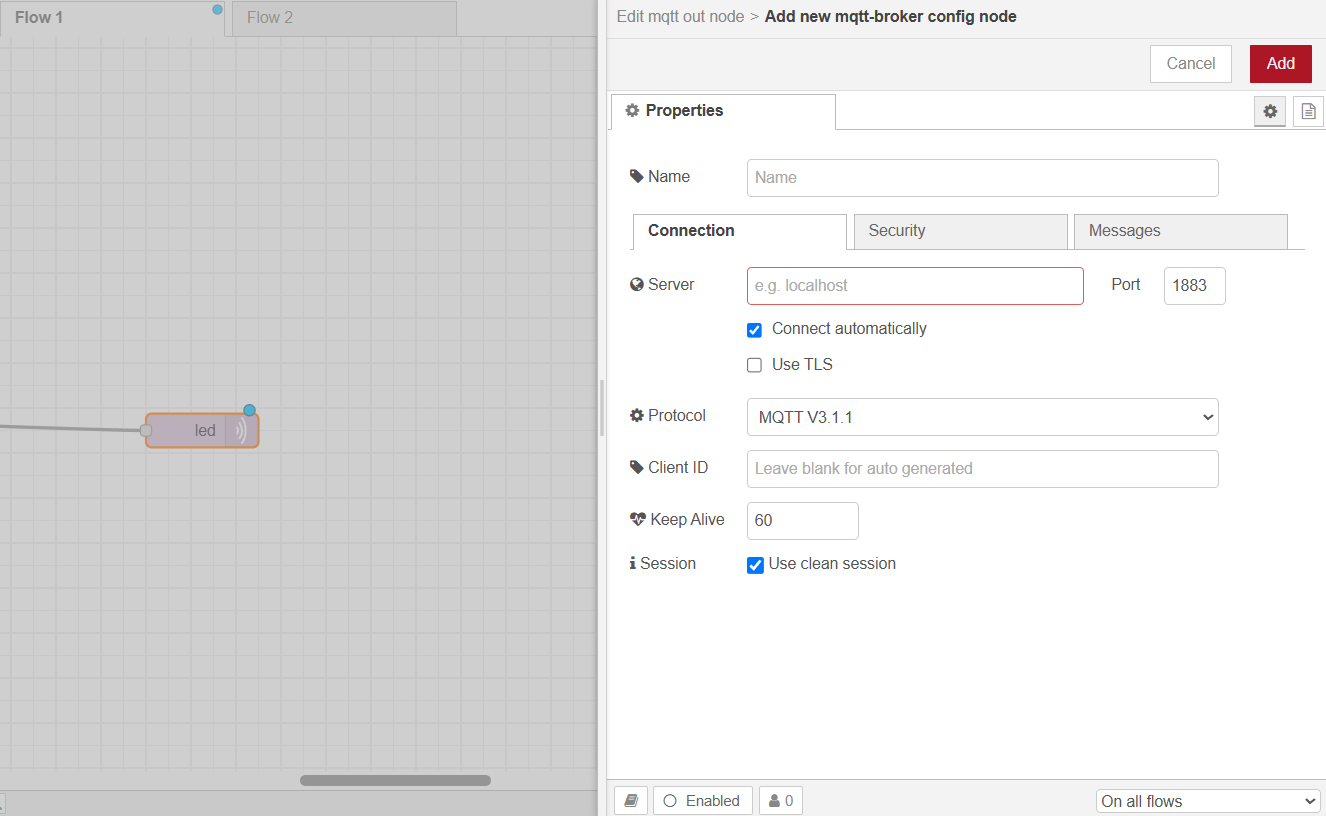 Flow 1
Flow 2
Edit mqtt out node > Add new mqtt-broker config node
Cancel
Add
Properties
Name
Name
Connection
Security
Messages
Server
e.g. localhost
Port
1883
Connect automatically
Use TLS
Protocol
MQTT V3.1.1
Client ID
Leave blank for auto generated
Keep Alive
60
Session
Use clean session
led
Enabled
0
On all flows